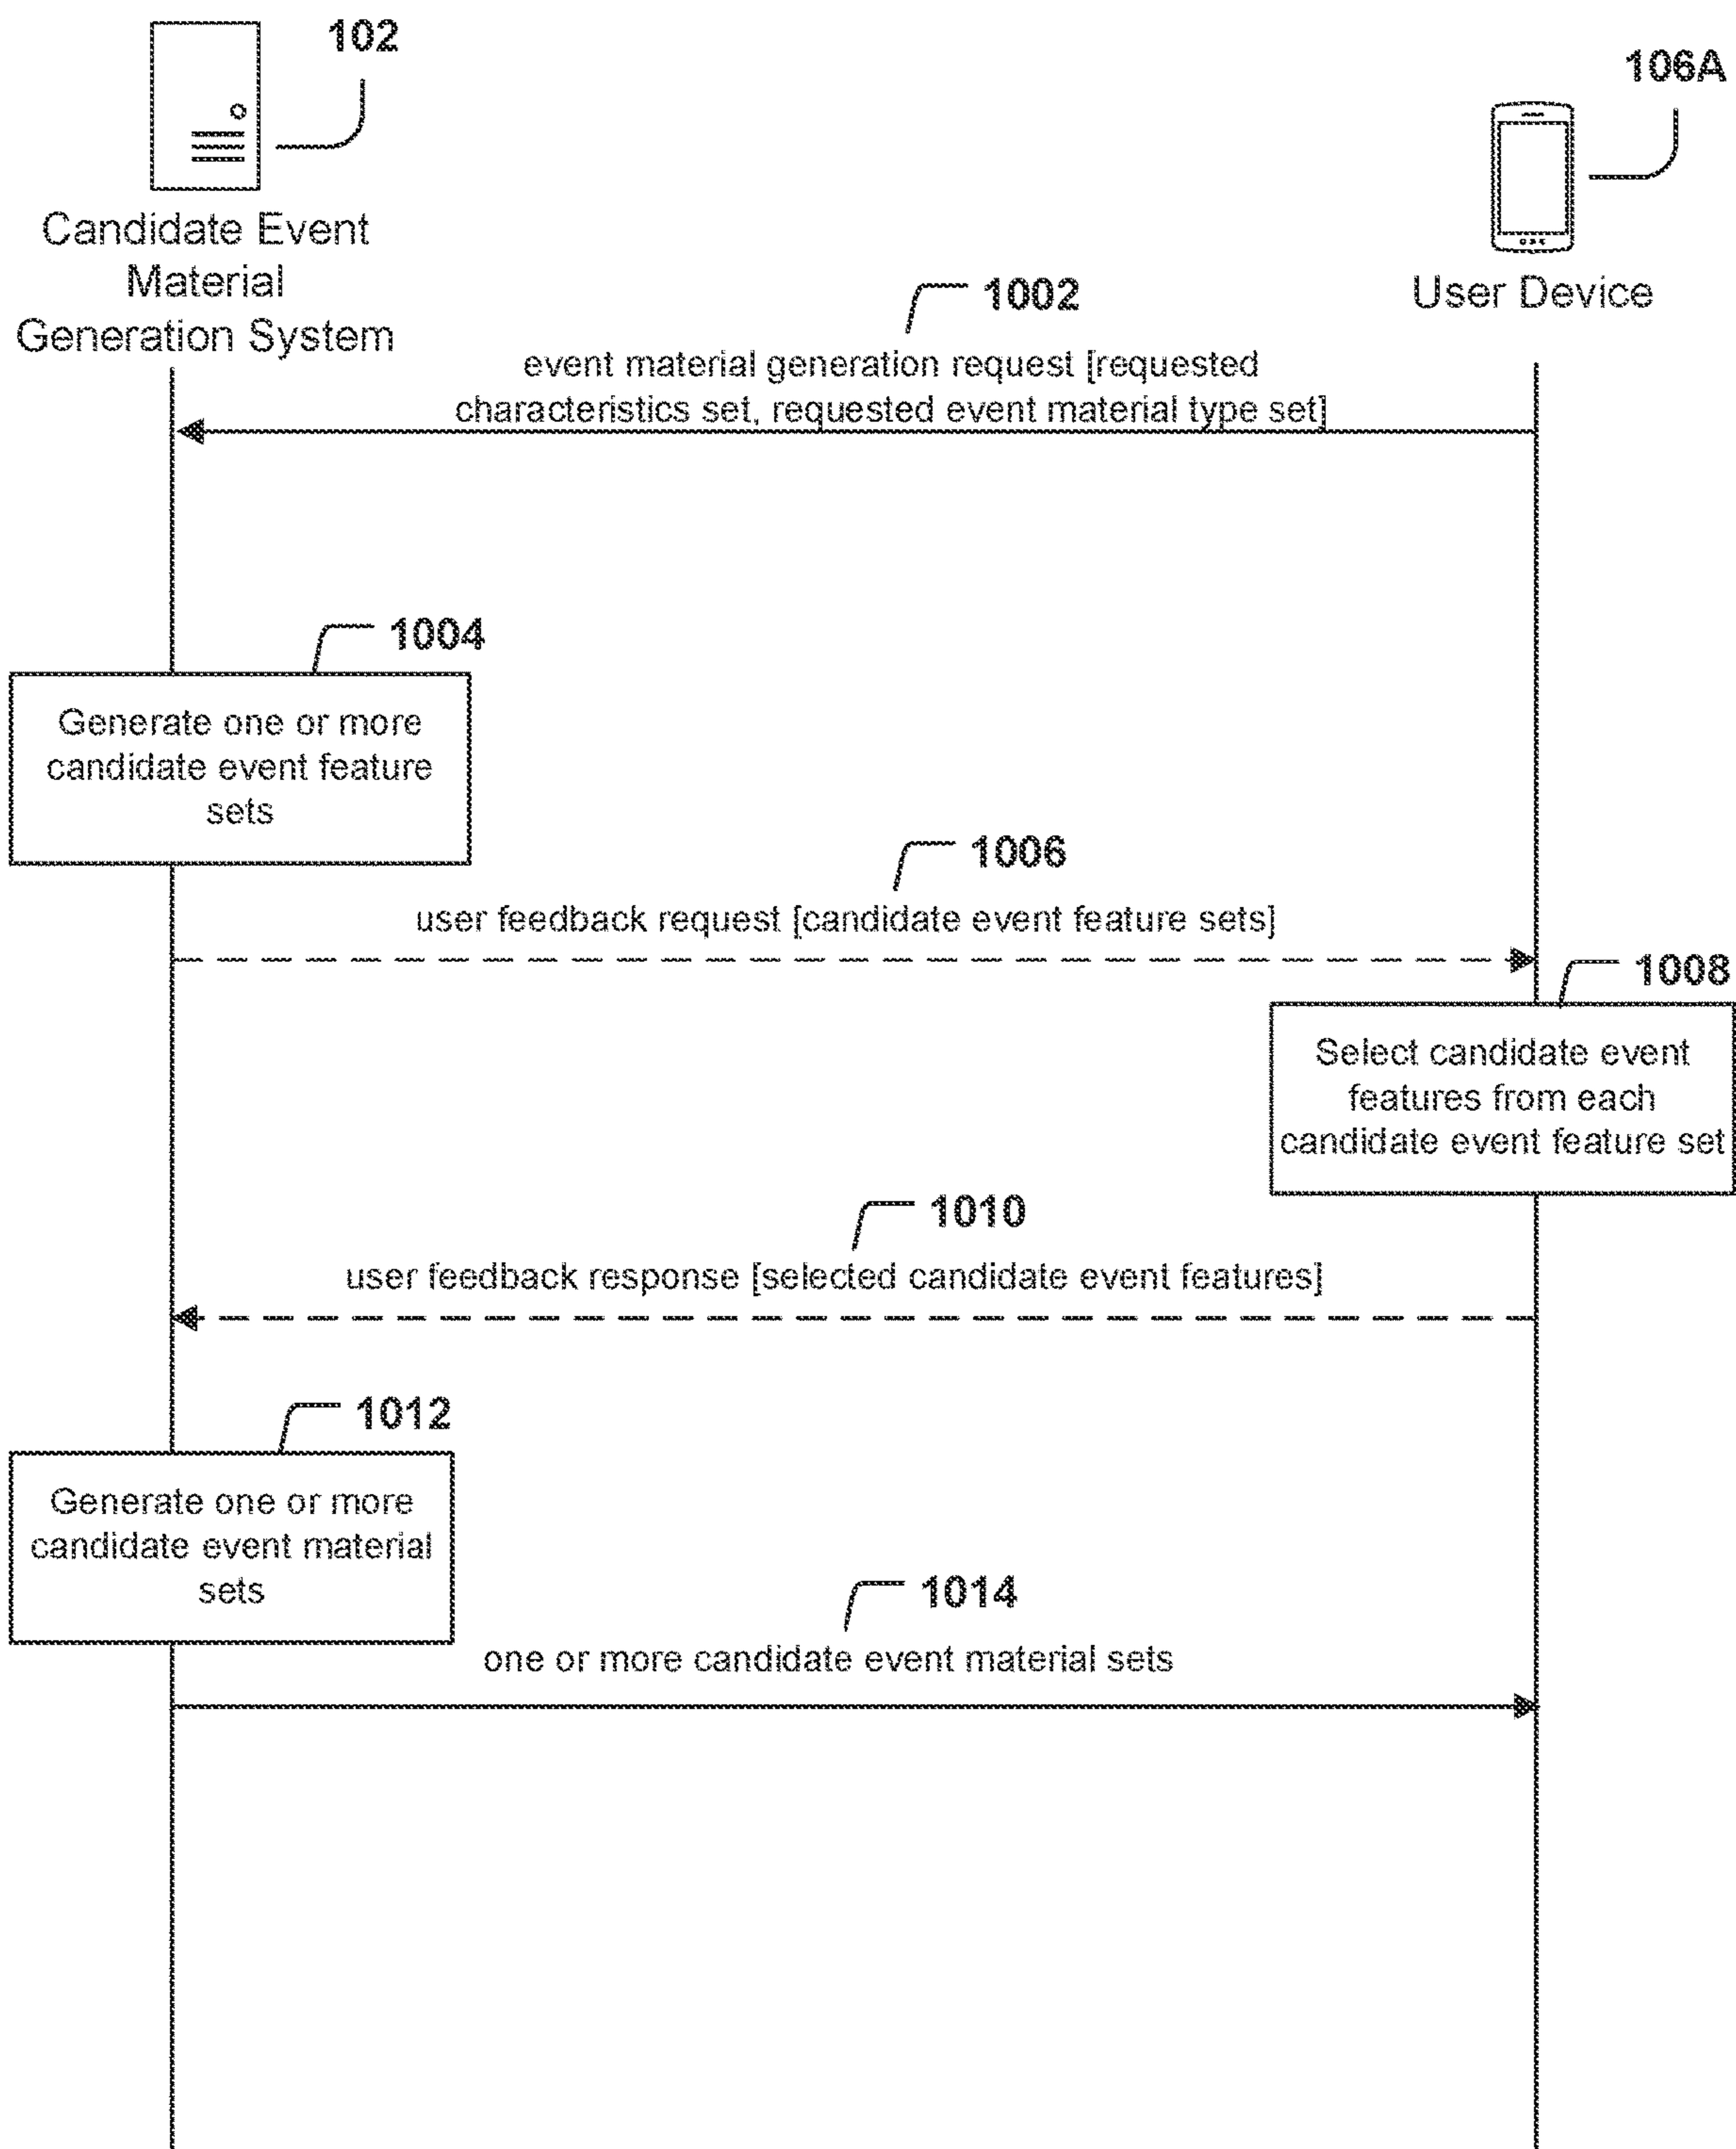 102
106A
Candidate Event
Material
Generation System
User Device
1002
event material generation request [requested
characteristics set, requested event material type set]
1004
Generate one or more
candidate event feature
sets
1006
user feedback request [candidate event feature sets]
1008
Select candidate event
features from each
candidate event feature set
1010
user feedback response [selected candidate event features]
1012
Generate one or more
candidate event material
sets
1014
one or more candidate event material sets